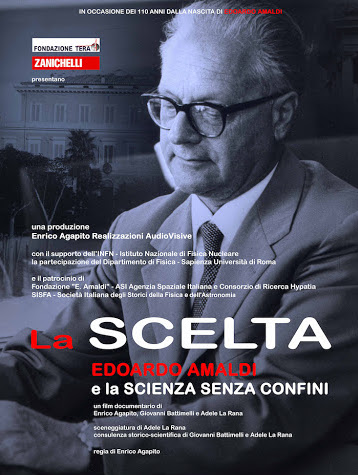 IN OCCASIONE DEI 110 ANNI DALLA NASCITA DI EDOARDO AMALDI
FONDAZIONE TERA
ZANICHELLI
presentano
una produzione
Enrico Agapito Realizzazioni AudioVisive
con il supporto dell'INFN - Istituto Nazionale di Fisica Nucleare
la partecipazione del Dipartimento di Fisica - Sapienza Università di Roma
e il patrocinio di
Fondazione "E. Amaldi" - ASI Agenzia Spaziale Italiana e Consorzio di Ricerca Hypatia
SISFA - Società Italiana degli Storici della Fisica e dell'Astronomia
La SCELTA
EDOARDO AMALDI
e la SCIENZA SENZA CONFINI
un film documentario di
Enrico Agapito, Giovanni Battimelli e Adele La Rana
sceneggiatura di Adele La Rana
consulenza storico-scientifica di Giovanni Battimelli e Adele La Rana
regia di Enrico Agapito